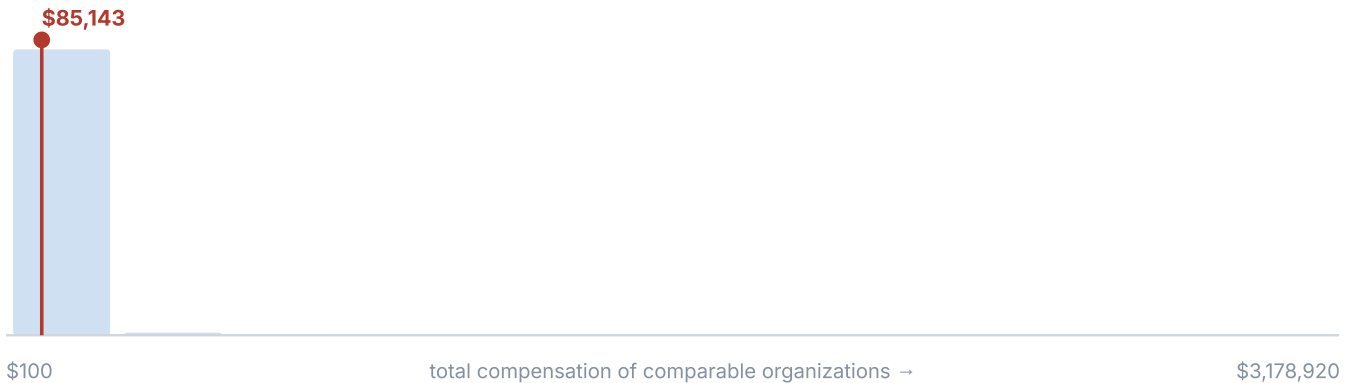 $85,143
$100 total compensation of comparable organizations → $3,178,920